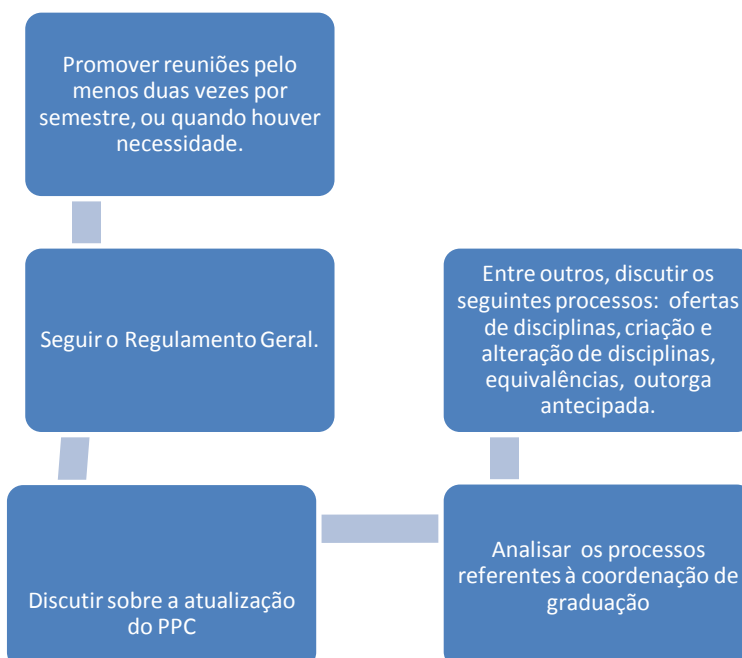 Promover reuniões pelo
menos duas vezes por
semestre, ou quando houver
necessidade.
Seguir o Regulamento Geral.
Discutir sobre a atualização
do PPC
Analisar os processos
referentes à coordenação de
graduação
Entre outros, discutir os
seguintes processos: ofertas
de disciplinas, criação e
alteração de disciplinas,
equivalências, outorga
antecipada.